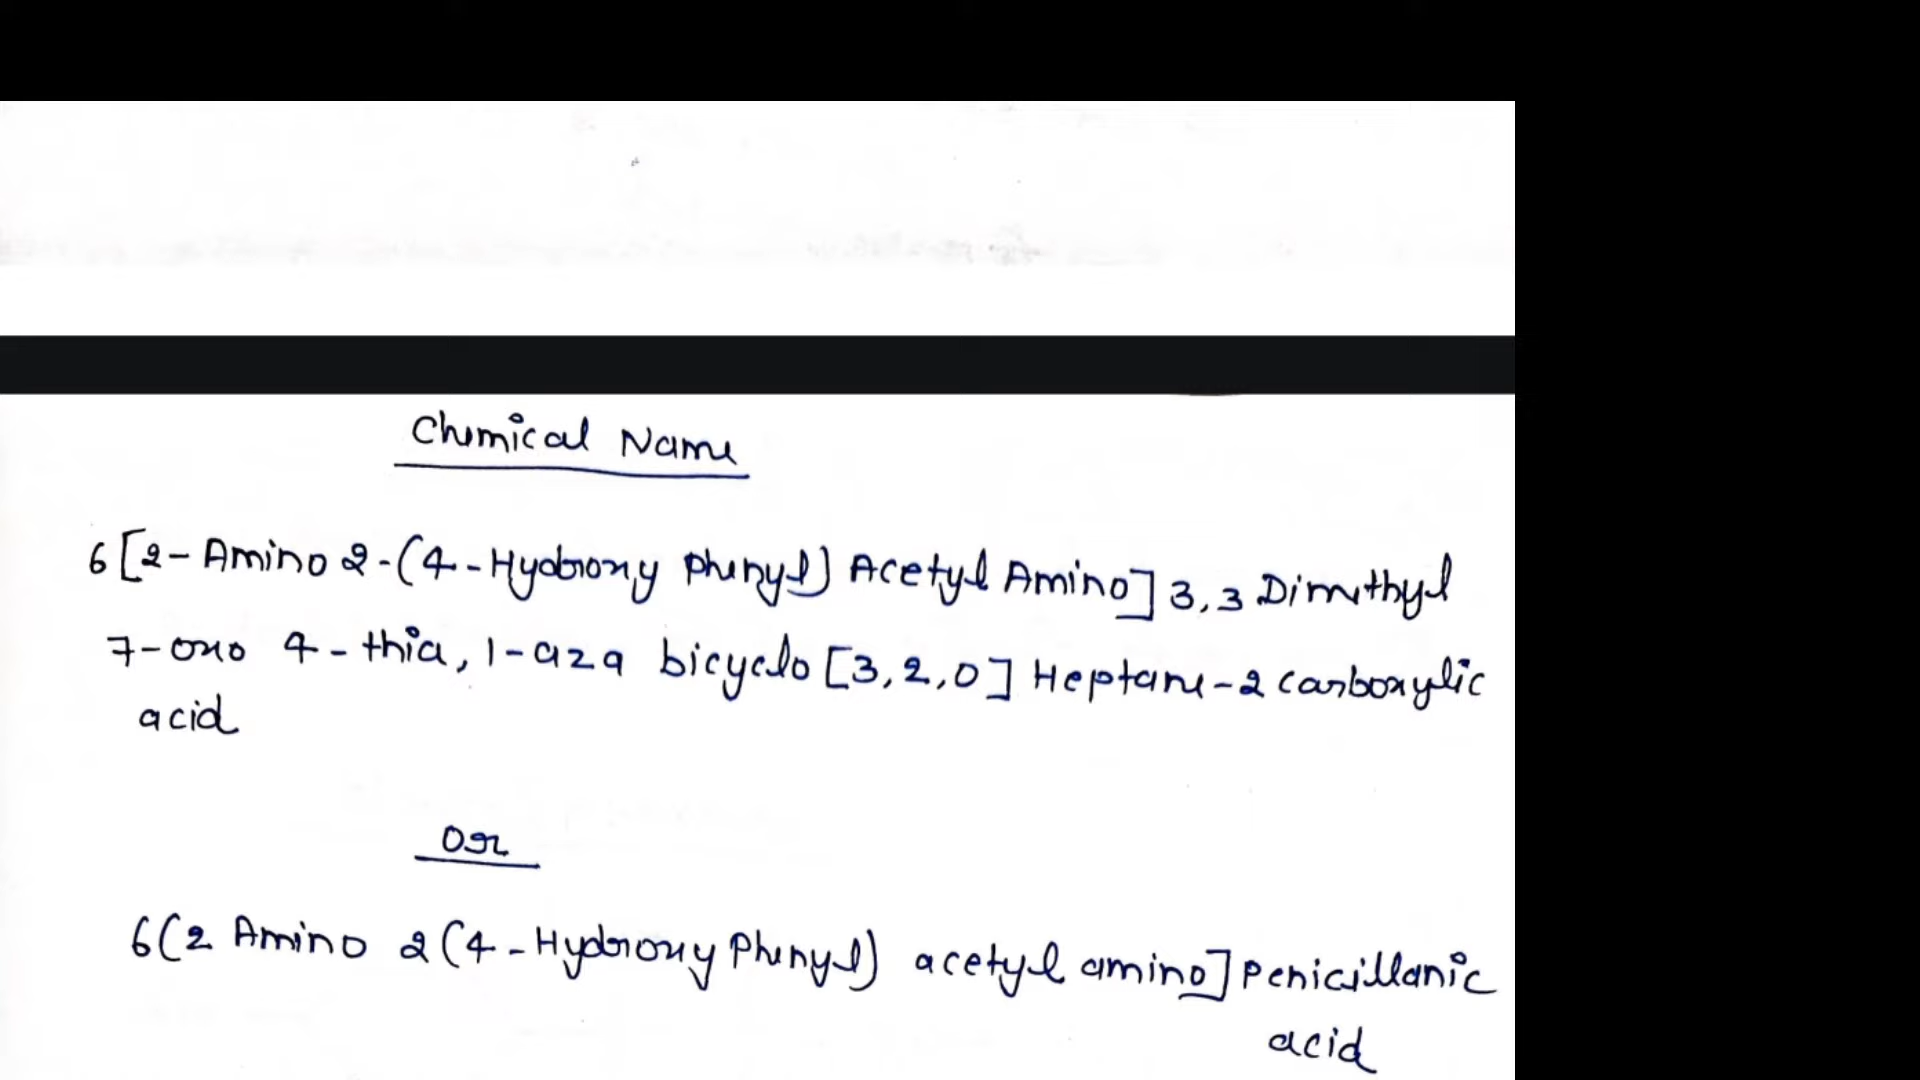 Chemical Name
6[2-Amino 2-(4-Hydroxy Phenyl) Acetyl Amino] 3,3 Dimethyl
7-oxo 4-thia, 1-aza bicyclo [3,2,0] Heptane-2 carboxylic
acid
OR
6(2 Amino 2(4-Hydroxy Phenyl) acetyl amino] penicillanic
acid